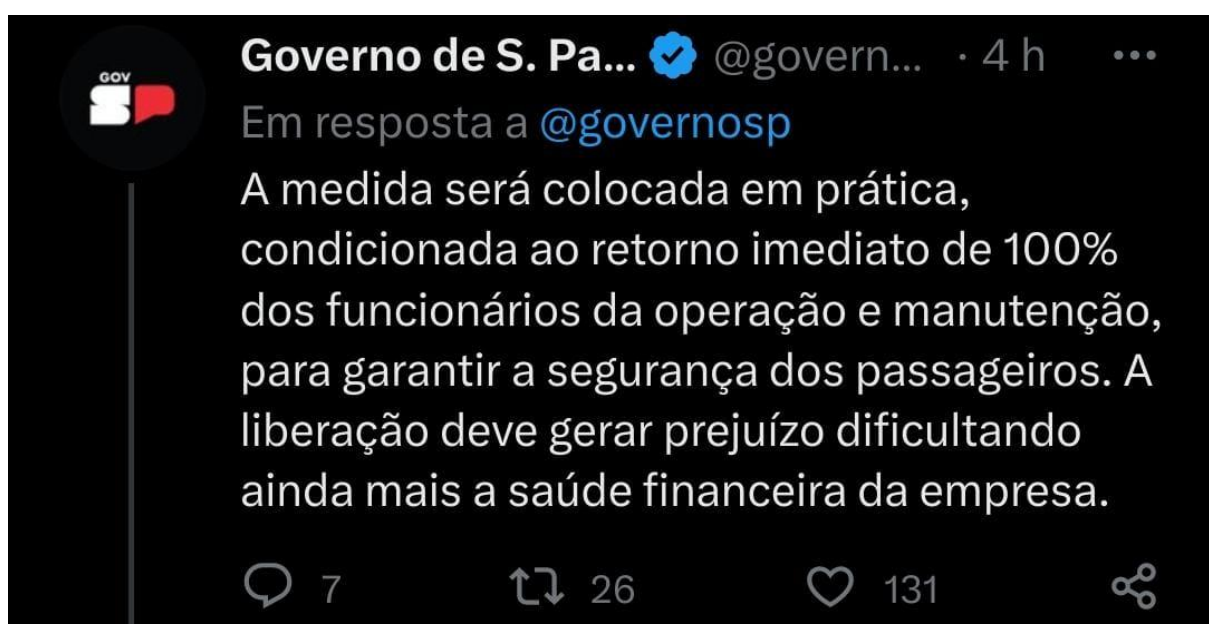 GOV
SP
Governo de S. Pa... @govern... · 4 h
Em resposta a @governosp
A medida será colocada em prática,
condicionada ao retorno imediato de 100%
dos funcionários da operação e manutenção,
para garantir a segurança dos passageiros. A
liberação deve gerar prejuízo dificultando
ainda mais a saúde financeira da empresa.
7 26 131